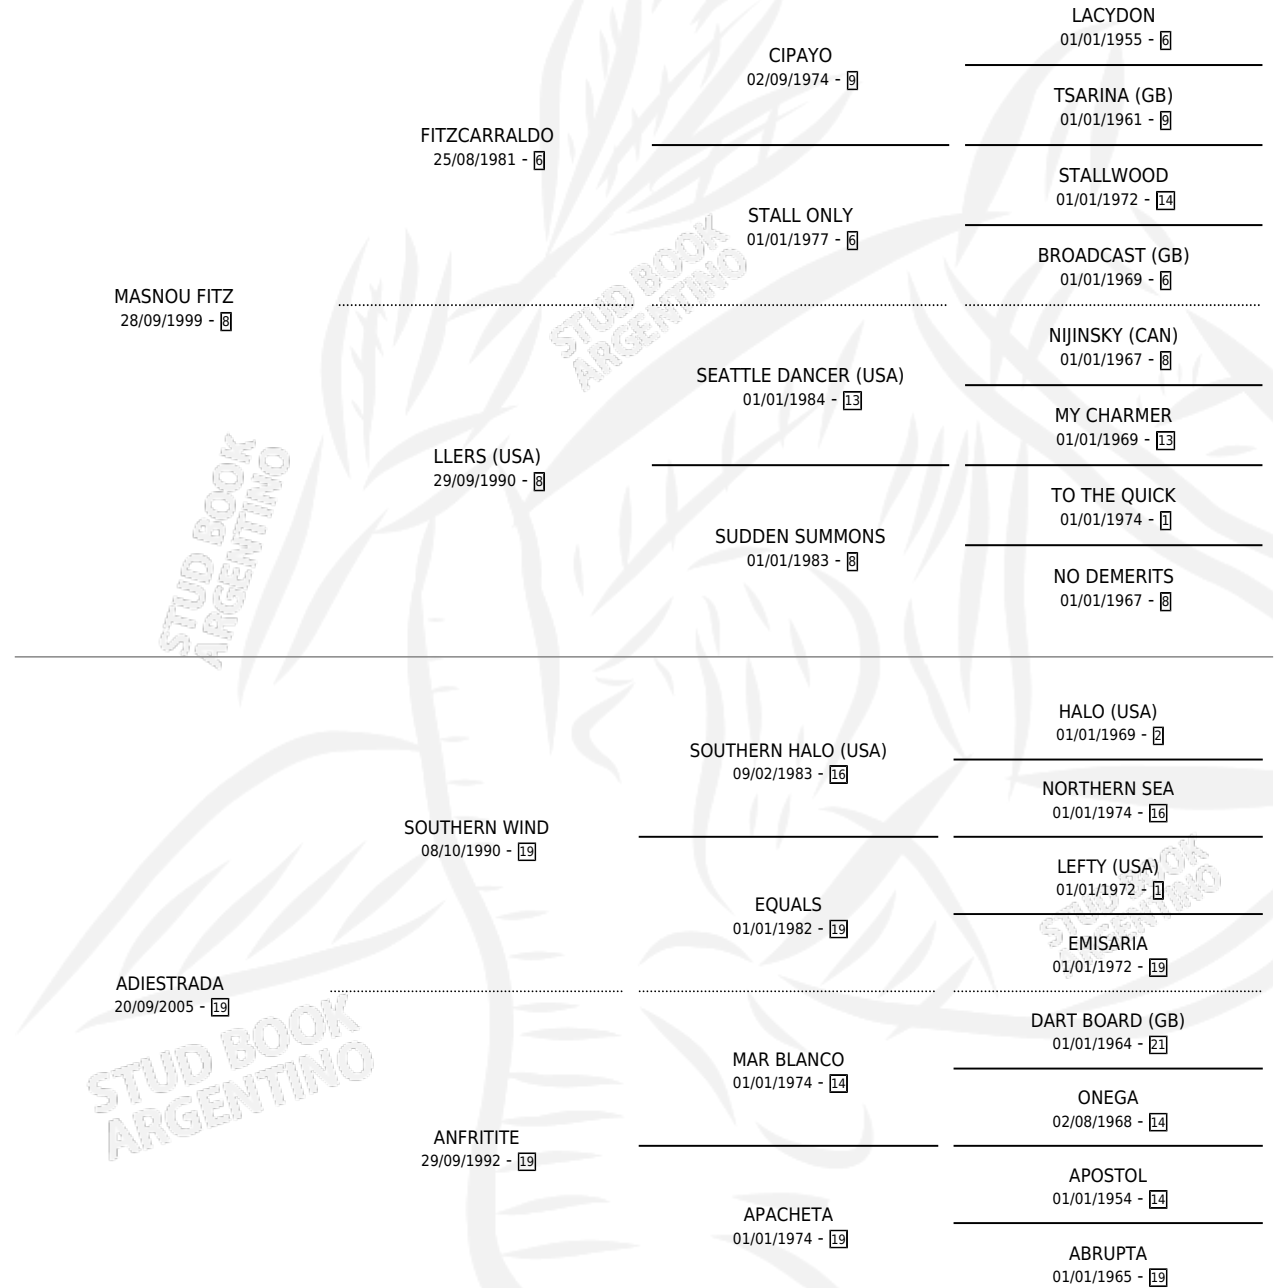 LACYDON
01/01/1955 - 6
CIPAYO
02/09/1974 - 9
TSARINA (GB)
01/01/1961 - 9
FITZCARRALDO
25/08/1981 - 6
STALLWOOD
01/01/1972 - 14
STALL ONLY
01/01/1977 - 6
BROADCAST (GB)
01/01/1969 - 6
MASNOU FITZ
28/09/1999 - 8
NIJINSKY (CAN)
01/01/1967 - 8
SEATTLE DANCER (USA)
01/01/1984 - 13
MY CHARMER
01/01/1969 - 13
LLERS (USA)
29/09/1990 - 8
TO THE QUICK
01/01/1974 - 1
SUDDEN SUMMONS
01/01/1983 - 8
NO DEMERITS
01/01/1967 - 8
HALO (USA)
01/01/1969 - 2
SOUTHERN HALO (USA)
09/02/1983 - 16
NORTHERN SEA
01/01/1974 - 16
SOUTHERN WIND
08/10/1990 - 19
LEFTY (USA)
01/01/1972 - 1
EQUALS
01/01/1982 - 19
EMISARIA
01/01/1972 - 19
ADIESTRADA
20/09/2005 - 19
DART BOARD (GB)
01/01/1964 - 21
MAR BLANCO
01/01/1974 - 14
ONEGA
02/08/1968 - 14
ANFRITITE
29/09/1992 - 19
APOSTOL
01/01/1954 - 14
APACHETA
01/01/1974 - 19
ABRUPTA
01/01/1965 - 19
STUD BOOK
ARGENTINO
STUD BOOK
ARGENTINO
STUD BOOK
ARGENTINO
STUD BOOK
ARGENTINO